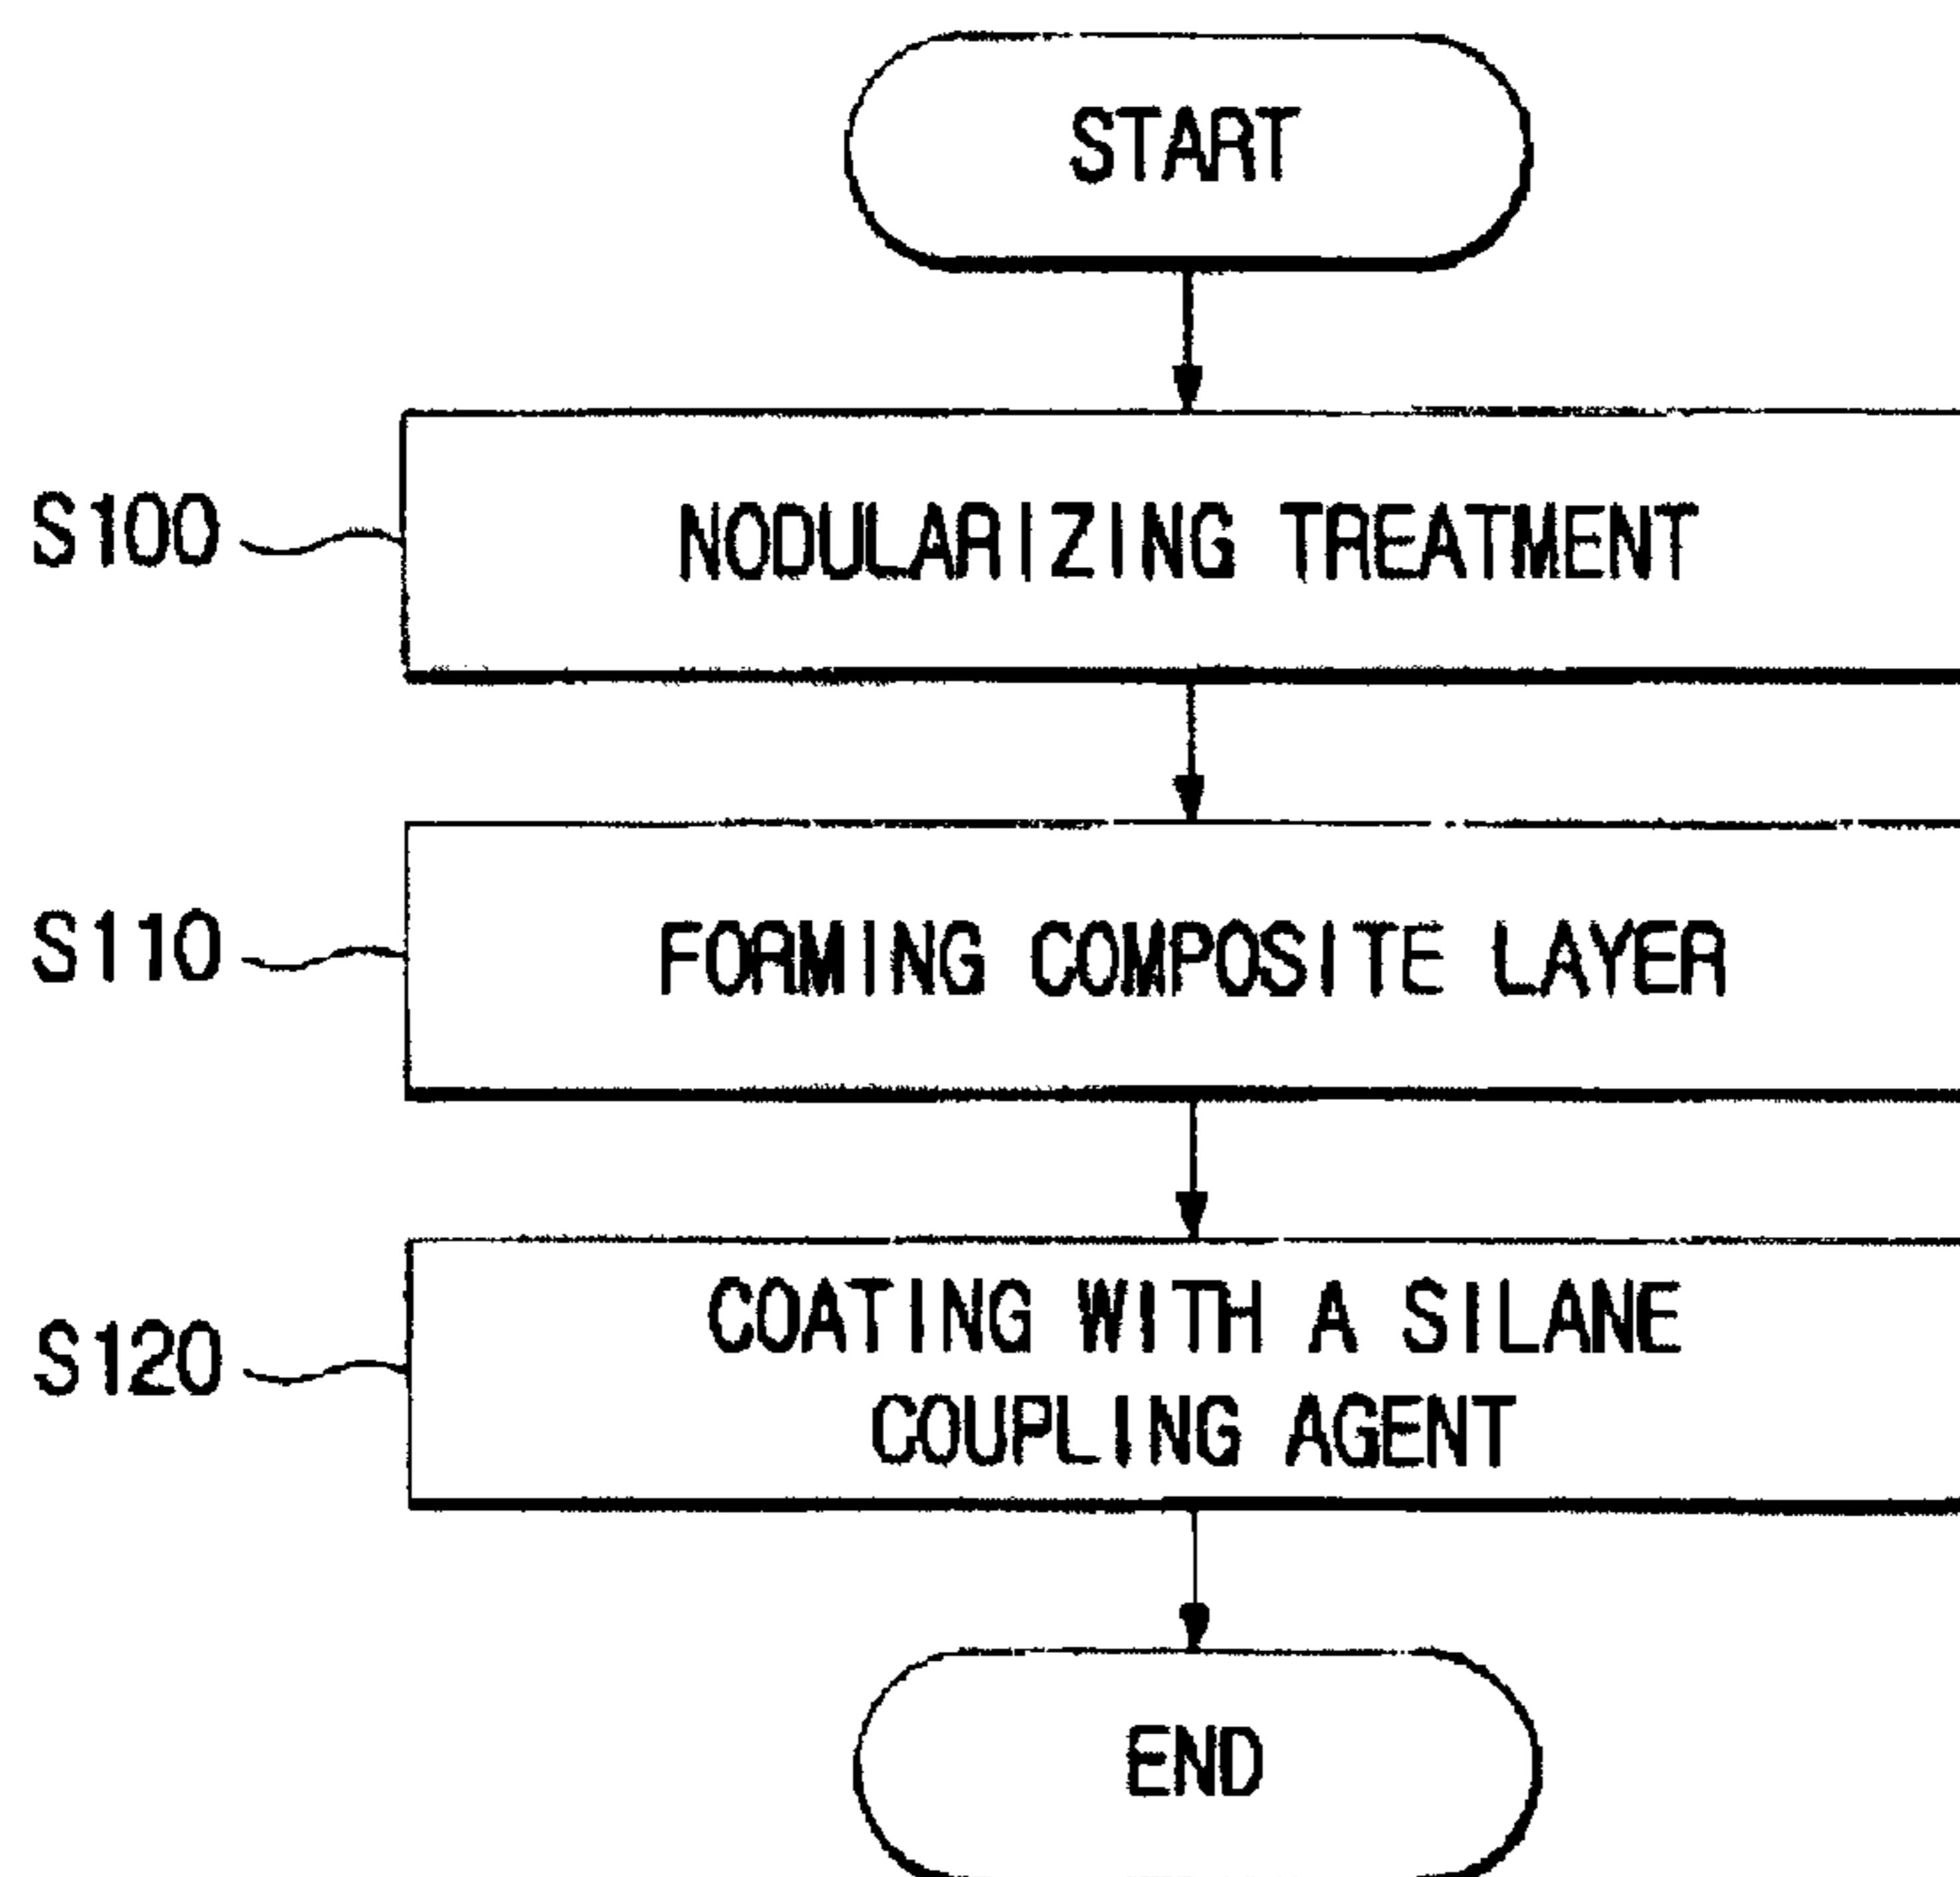 START
S100
NODULARIZING TREATMENT
S110
FORMING COMPOSITE LAYER
S120
COATING WITH A SILANE
COUPLING AGENT
END